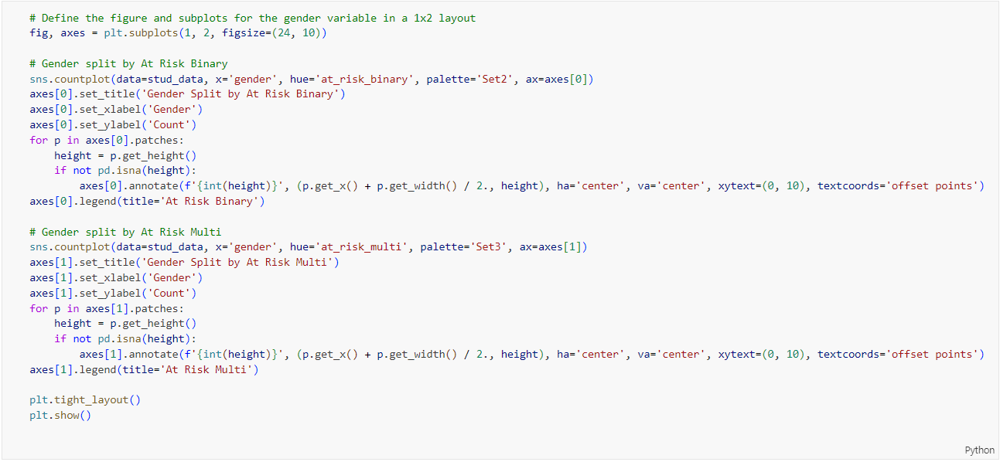 # Define the figure and subplots for the gender variable in a 1x2 layout
fig, axes = plt.subplots(1, 2, figsize=(24, 10))

# Gender split by At Risk Binary
sns.countplot(data=stud_data, x='gender', hue='at_risk_binary', palette='Set2', ax=axes[0])
axes[0].set_title('Gender Split by At Risk Binary')
axes[0].set_xlabel('Gender')
axes[0].set_ylabel('Count')
for p in axes[0].patches:
    height = p.get_height()
    if not pd.isna(height):
        axes[0].annotate(f'{int(height)}', (p.get_x() + p.get_width() / 2., height), ha='center', va='center', xytext=(0, 10), textcoords='offset points')
axes[0].legend(title='At Risk Binary')

# Gender split by At Risk Multi
sns.countplot(data=stud_data, x='gender', hue='at_risk_multi', palette='Set3', ax=axes[1])
axes[1].set_title('Gender Split by At Risk Multi')
axes[1].set_xlabel('Gender')
axes[1].set_ylabel('Count')
for p in axes[1].patches:
    height = p.get_height()
    if not pd.isna(height):
        axes[1].annotate(f'{int(height)}', (p.get_x() + p.get_width() / 2., height), ha='center', va='center', xytext=(0, 10), textcoords='offset points')
axes[1].legend(title='At Risk Multi')

plt.tight_layout()
plt.show()
Python